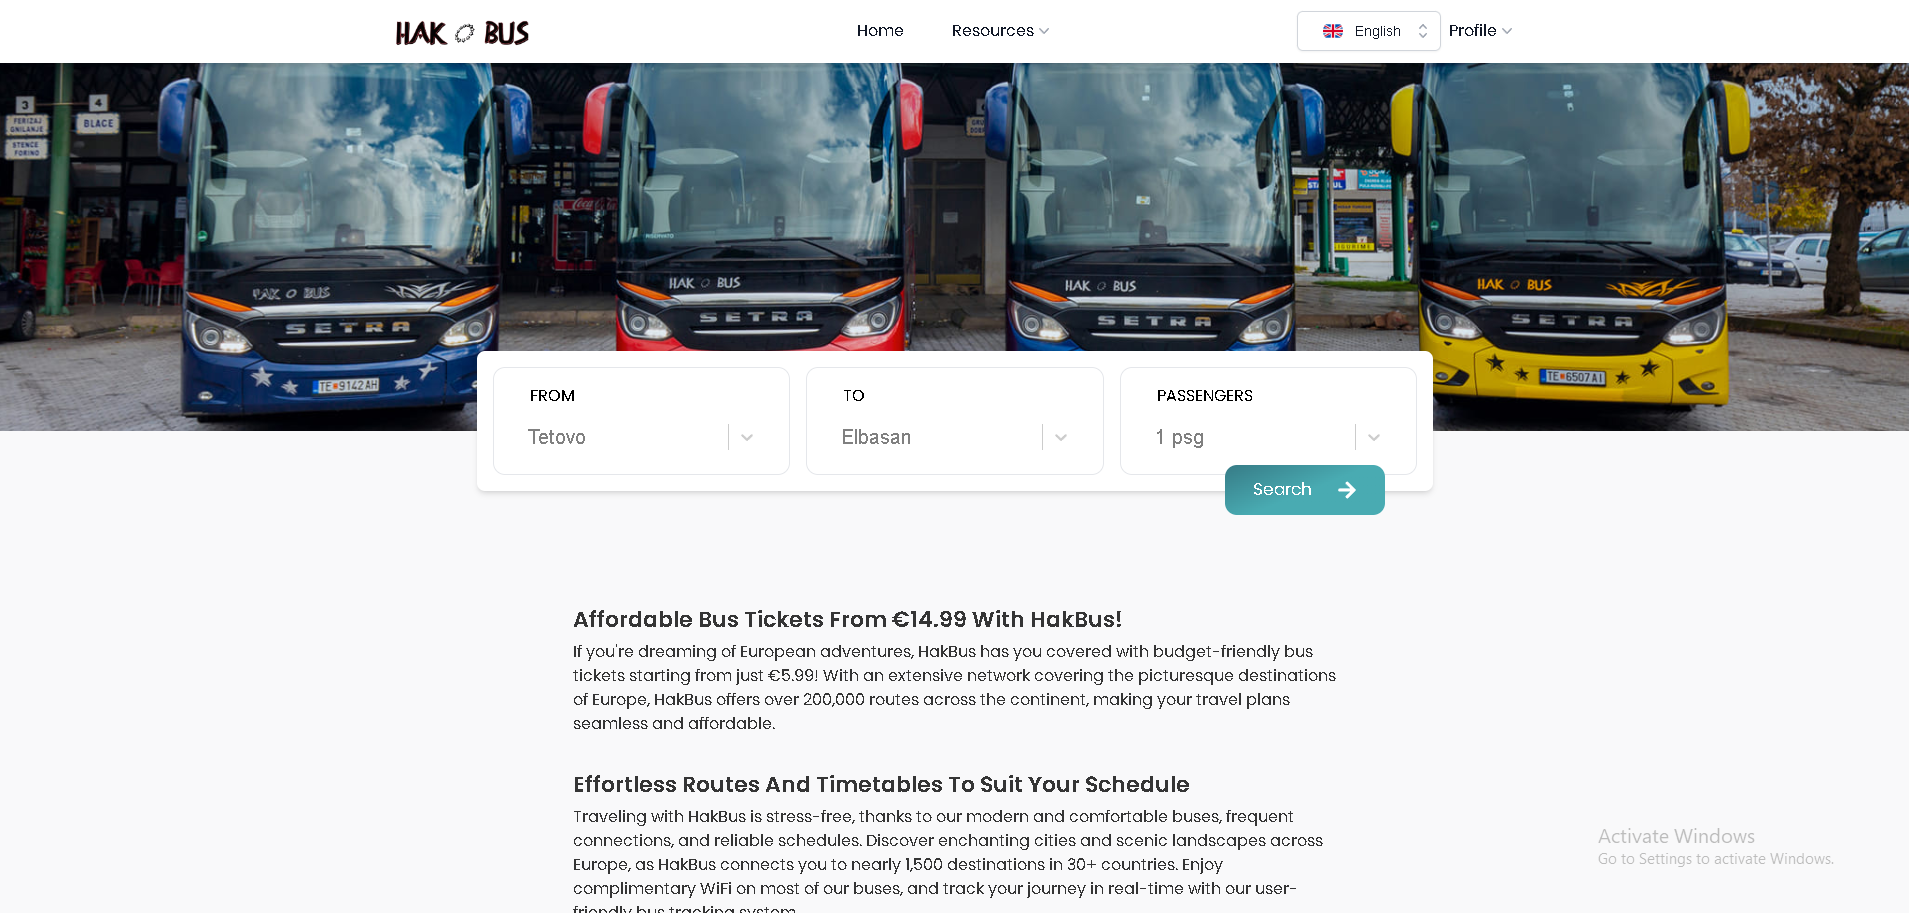 HAK O BUS
Home
Resources
English
Profile
3
4
FERIZAJ
GNILANE
BLACE
STENCE
FORINO
Coca-Cola
HAK O BUS
SETRA
TE 9142 AH
HAK O BUS
SETRA
HAK O BUS
SETRA
HAK O BUS
SETRA
TE 6507 AI
FROM
Tetovo
TO
Elbasan
PASSENGERS
1 psg
Search
Affordable Bus Tickets From €14.99 With HakBus!
If you're dreaming of European adventures, HakBus has you covered with budget-friendly bus
tickets starting from just €5.99! With an extensive network covering the picturesque destinations
of Europe, HakBus offers over 200,000 routes across the continent, making your travel plans
seamless and affordable.
Effortless Routes And Timetables To Suit Your Schedule
Traveling with HakBus is stress-free, thanks to our modern and comfortable buses, frequent
connections, and reliable schedules. Discover enchanting cities and scenic landscapes across
Europe, as HakBus connects you to nearly 1,500 destinations in 30+ countries. Enjoy
complimentary WiFi on most of our buses, and track your journey in real-time with our user-
friendly bus tracking system
Activate Windows
Go to Settings to activate Windows.